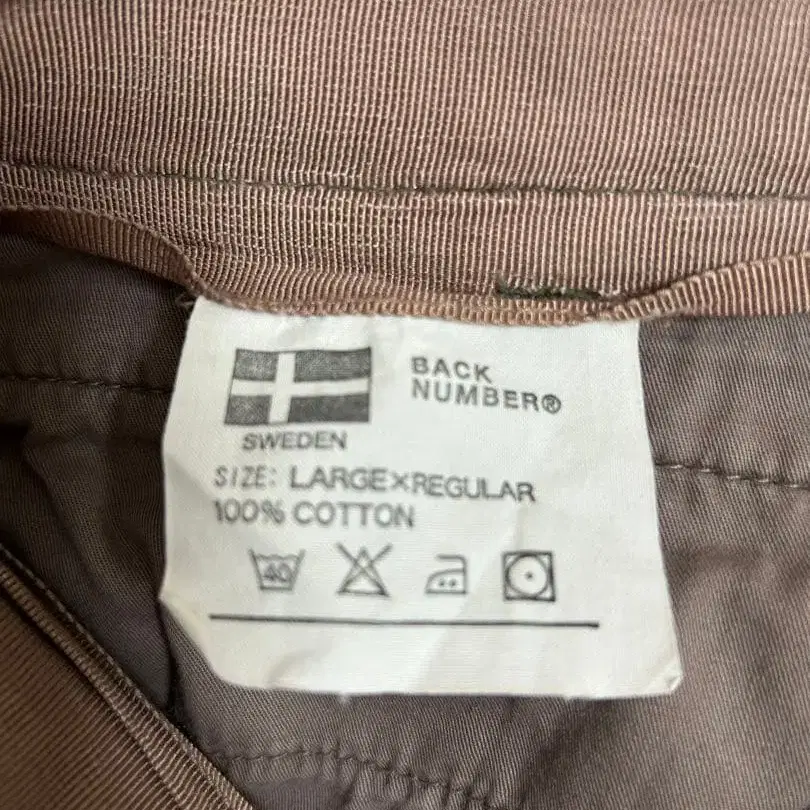 BACK
NUMBER®
SWEDEN
SIZE: LARGE×REGULAR
100% COTTON
40